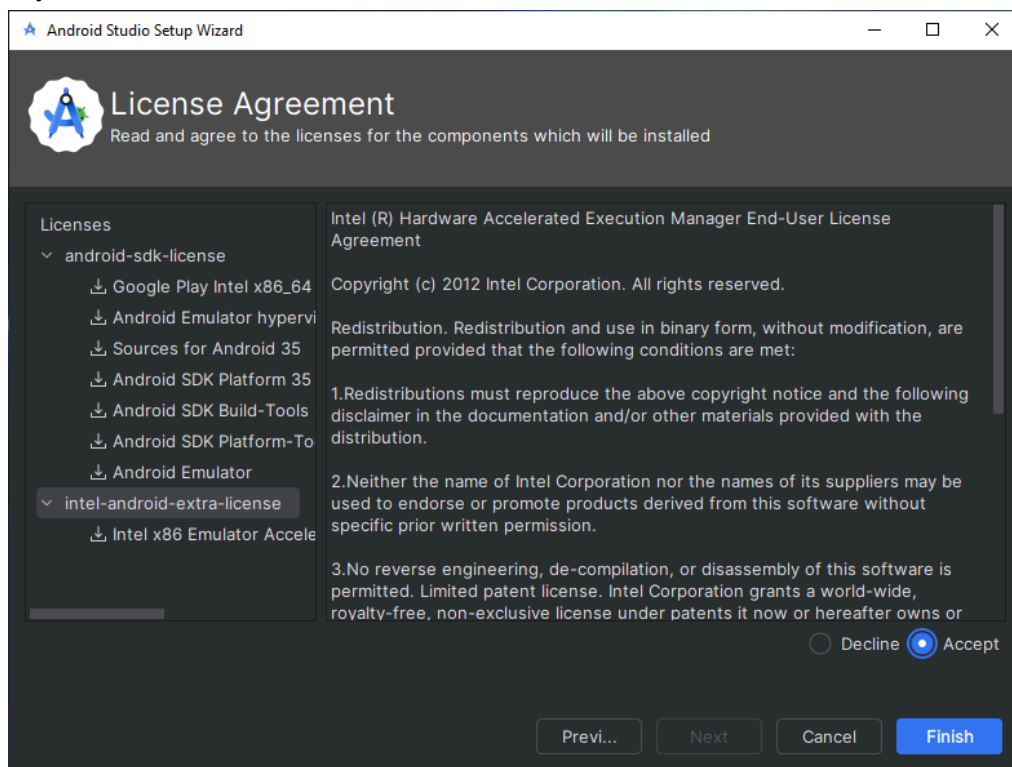 Android Studio Setup Wizard
License Agreement
Read and agree to the licenses for the components which will be installed
Licenses
android-sdk-license
Google Play Intel x86_64
Android Emulator hypervi
Sources for Android 35
Android SDK Platform 35
Android SDK Build-Tools
Android SDK Platform-To
Android Emulator
intel-android-extra-license
Intel x86 Emulator Accele
Intel (R) Hardware Accelerated Execution Manager End-User License
Agreement
Copyright (c) 2012 Intel Corporation. All rights reserved.
Redistribution. Redistribution and use in binary form, without modification, are
permitted provided that the following conditions are met:
1.Redistributions must reproduce the above copyright notice and the following
disclaimer in the documentation and/or other materials provided with the
distribution.
2.Neither the name of Intel Corporation nor the names of its suppliers may be
used to endorse or promote products derived from this software without
specific prior written permission.
3.No reverse engineering, de-compilation, or disassembly of this software is
permitted. Limited patent license. Intel Corporation grants a world-wide,
royalty-free, non-exclusive license under patents it now or hereafter owns or
Decline Accept
Previ... Next Cancel Finish